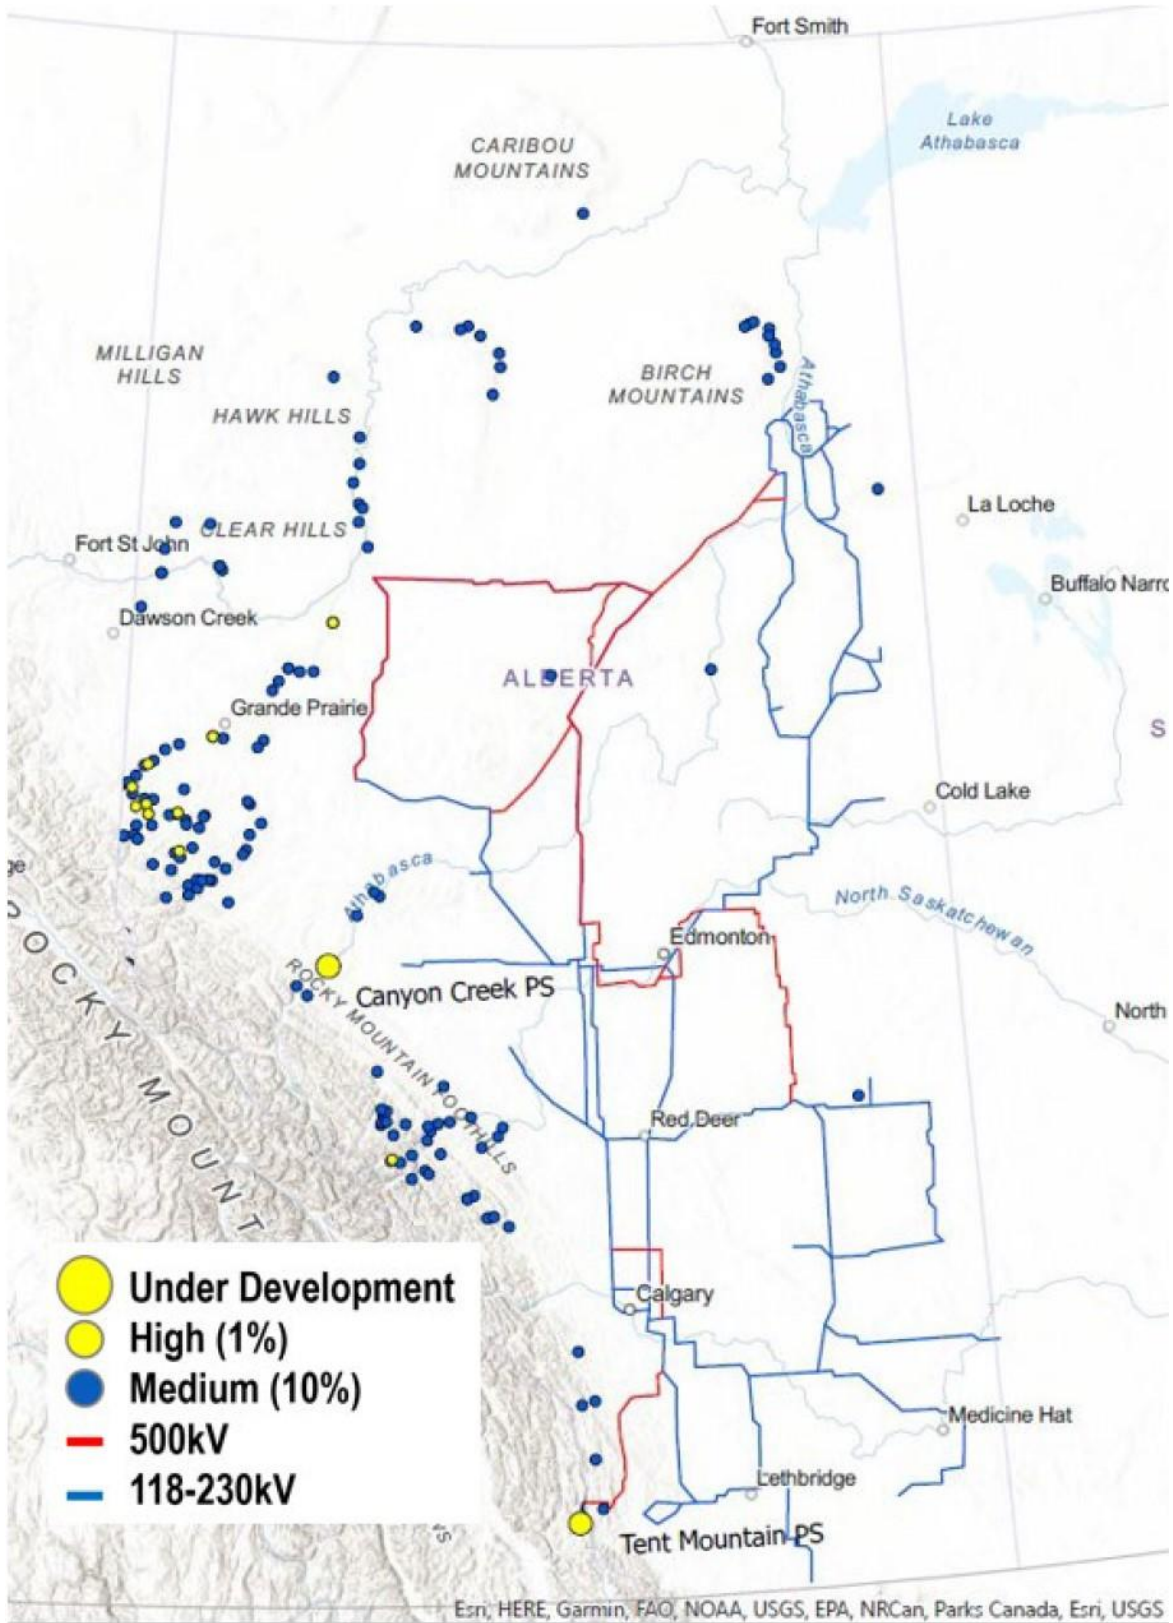 Fort Smith
Lake
Athabasca
CARIBOU
MOUNTAINS
MILLIGAN
HILLS
BIRCH
MOUNTAINS
HAWK HILLS
Athabasca
La Loche
CLEAR HILLS
Fort St John
Buffalo Narro
Dawson Creek
ALBERTA
Grande Prairie
S
Cold Lake
Athabasca
ge
North Saskatchewan
Edmonton
ROCKY MOUNTAIN FOOTHILLS
Canyon Creek PS
North
ROCKY MOUNT
Red Deer
Under Development
High (1%)
Medium (10%)
500kV
118-230kV
Calgary
Medicine Hat
Lethbridge
Tent Mountain PS
Esri, HERE, Garmin, FAO, NOAA, USGS, EPA, NRCan, Parks Canada, Esri, USGS